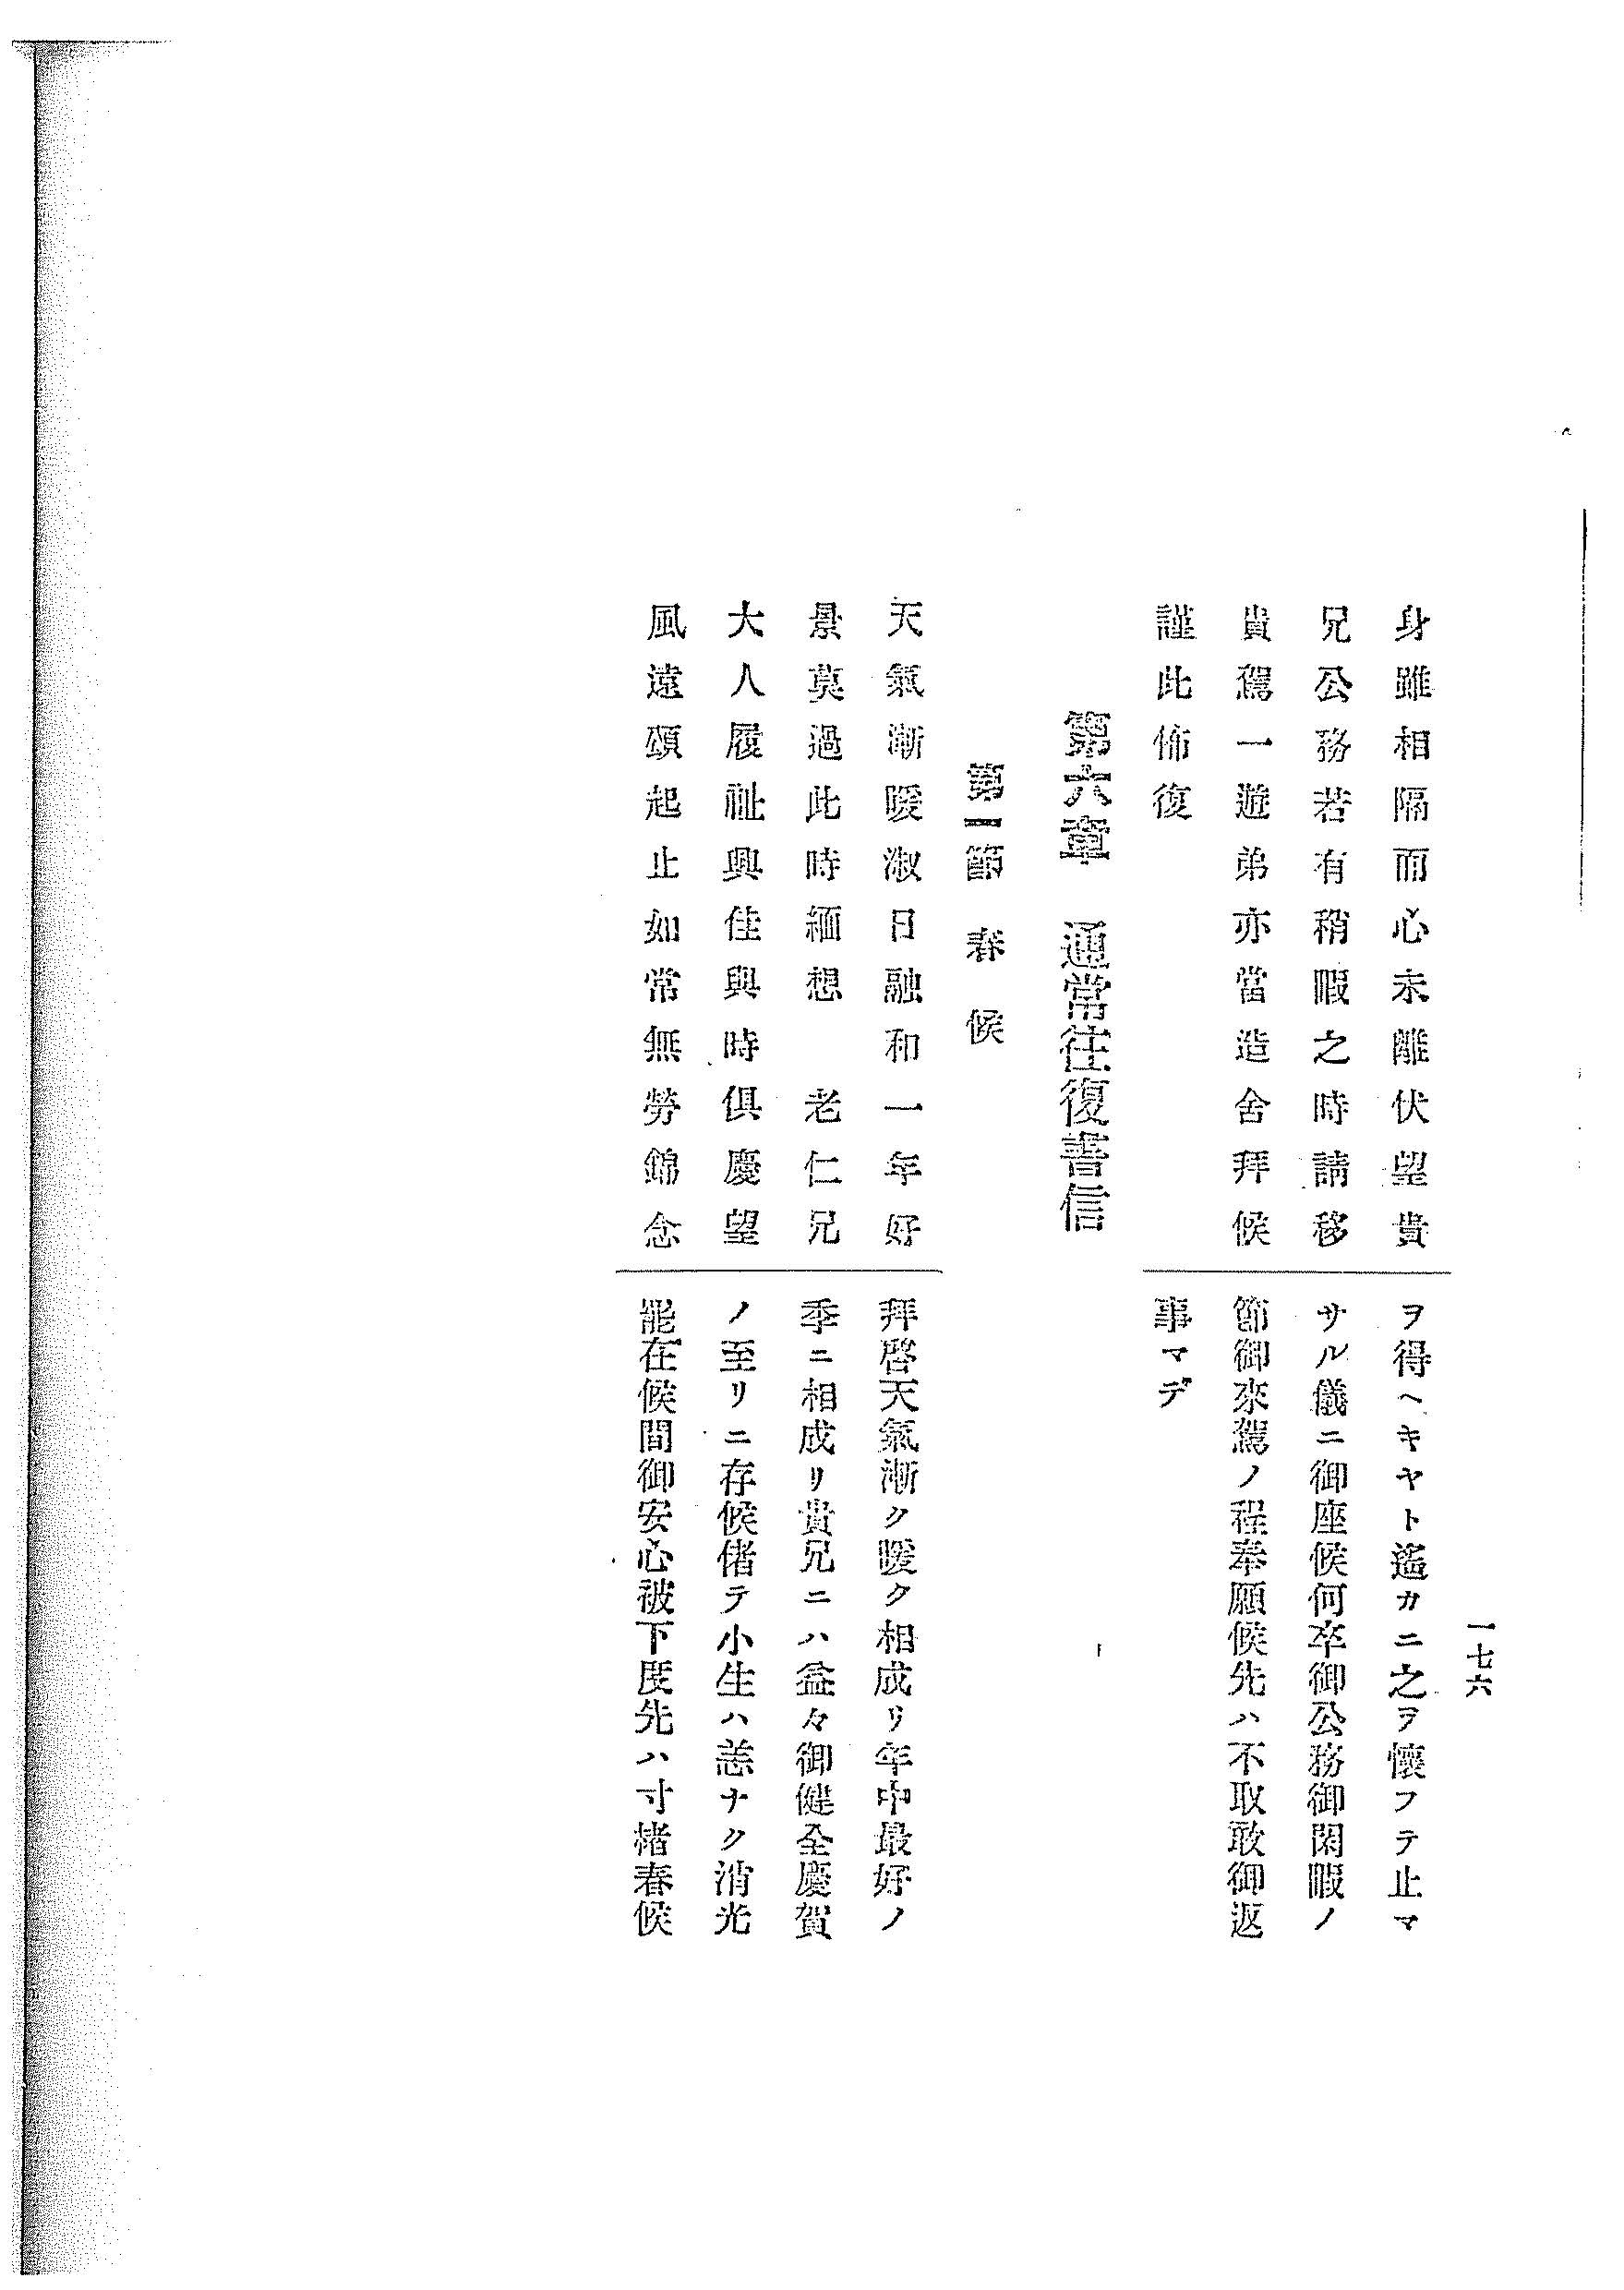 一七六
身雖相隔而心未離伏望貴
兄公務若有稍暇之時請移
貴駕一遊弟亦當造舍拜候
謹此佈復
ヲ得ヘキヤト遙カニ之ヲ懷フテ止マ
サル儀ニ御座候何卒御公務御閑暇ノ
節御來駕ノ程奉願候先ハ不取敢御返
事マデ
第六章　通常往復書信
第一節　春候
天氣漸暖淑日融和一年好
景莫過此時緬想　老仁兄
大人履祉興佳與時俱慶望
風遠頌起止如常無勞錦念
拜啓天氣漸ク暖ク相成リ年中最好ノ
季ニ相成リ貴兄ニハ益々御健全慶賀
ノ至リニ存候偖テ小生ハ恙ナク消光
罷在候間御安心被下度先ハ寸楮春候